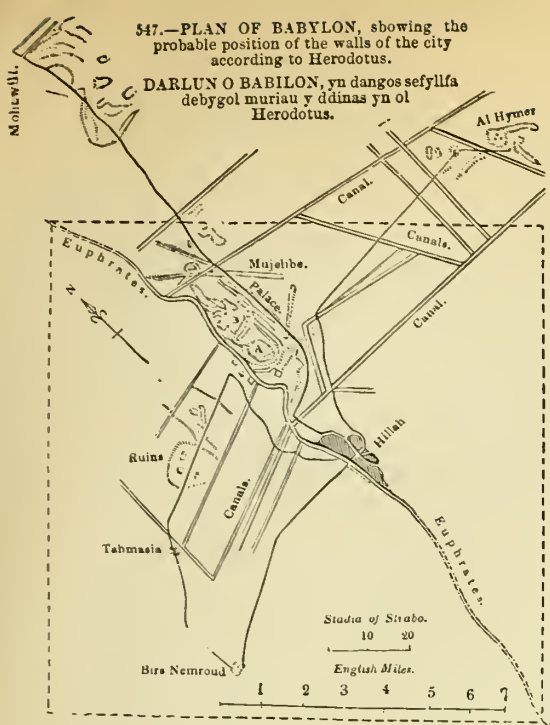 547.—PLAN OF BABYLON, showing the
probable position of the walls of the city
according to Herodotus.
DARLUN O BABILON, yn dangos sefyllfa
debygol muriau y ddinas yn ol
Herodotus.
Mohawill.
Al Hymer
Canal.
Canals.
Euphrates.
Mujelibe.
Palace.
Canal.
N
A
Hillah
Ruins
Canals.
Tahmasia
Euphrates.
Stadia of Strabo.
10 20
Birs Nemroud
English Miles.
1 2 3 4 5 6 7